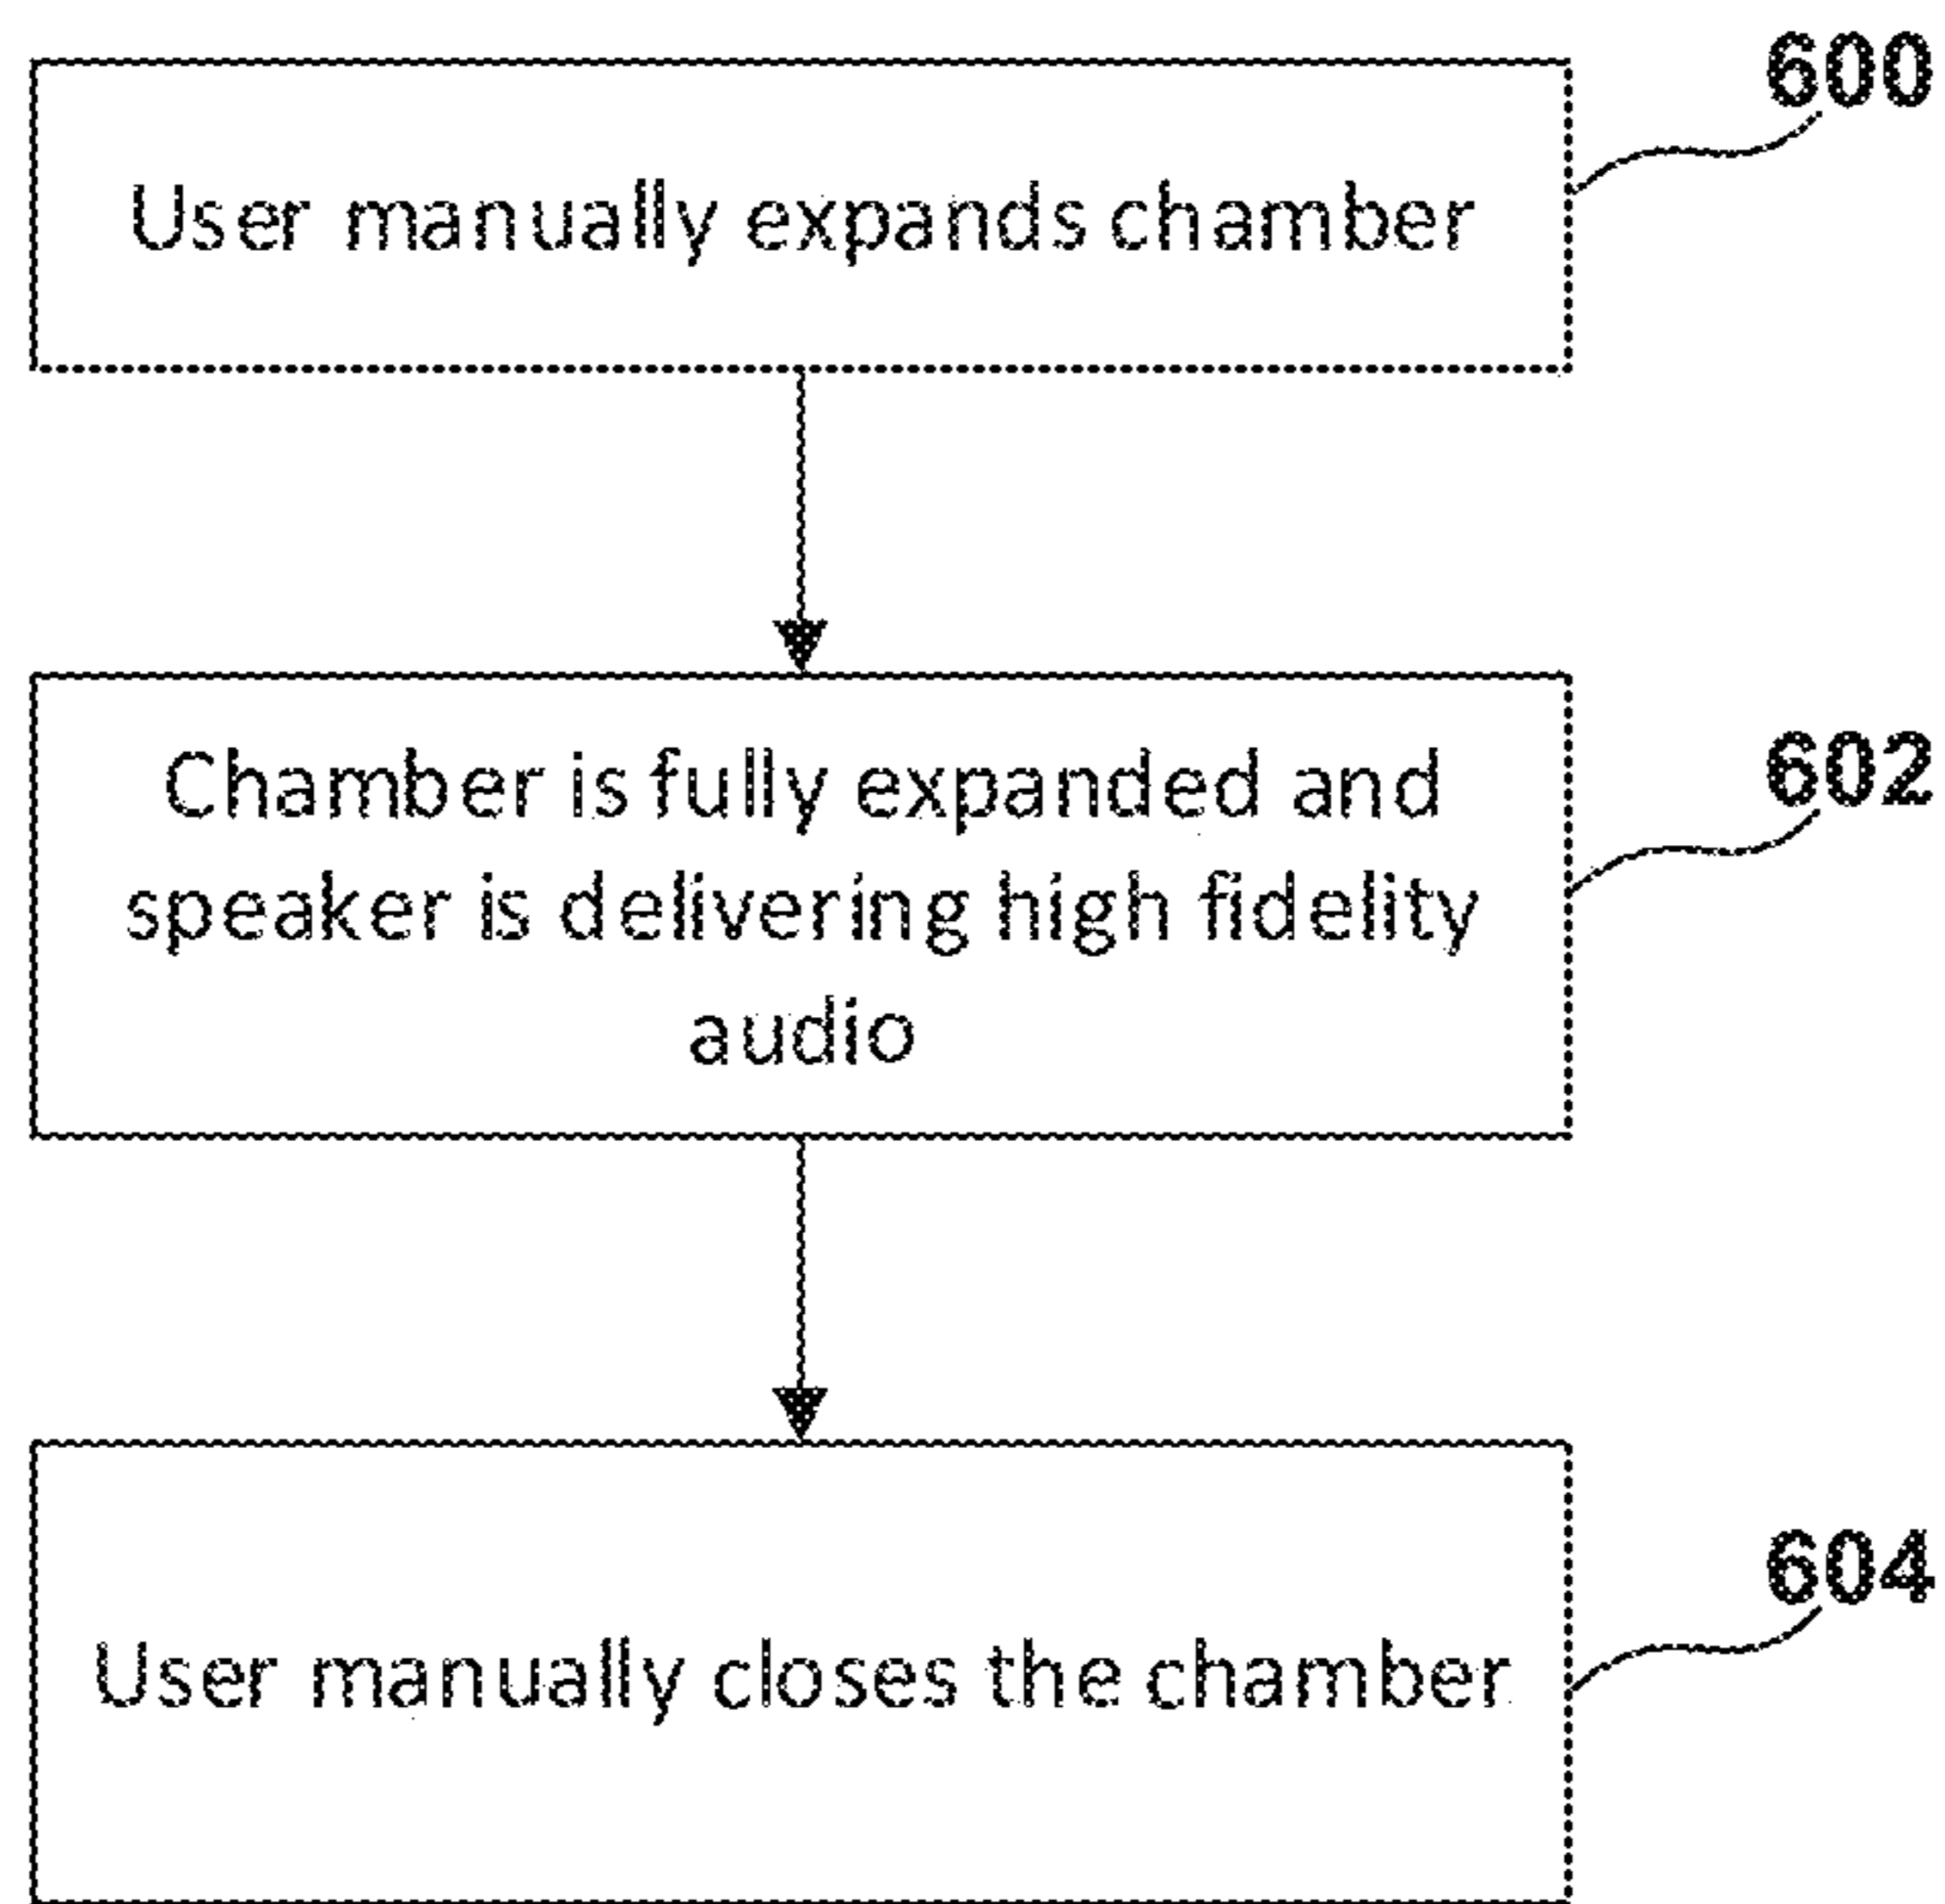 600
User manually expands chamber
602
Chamber is fully expanded and
speaker is delivering high fidelity
audio
604
User manually closes the chamber